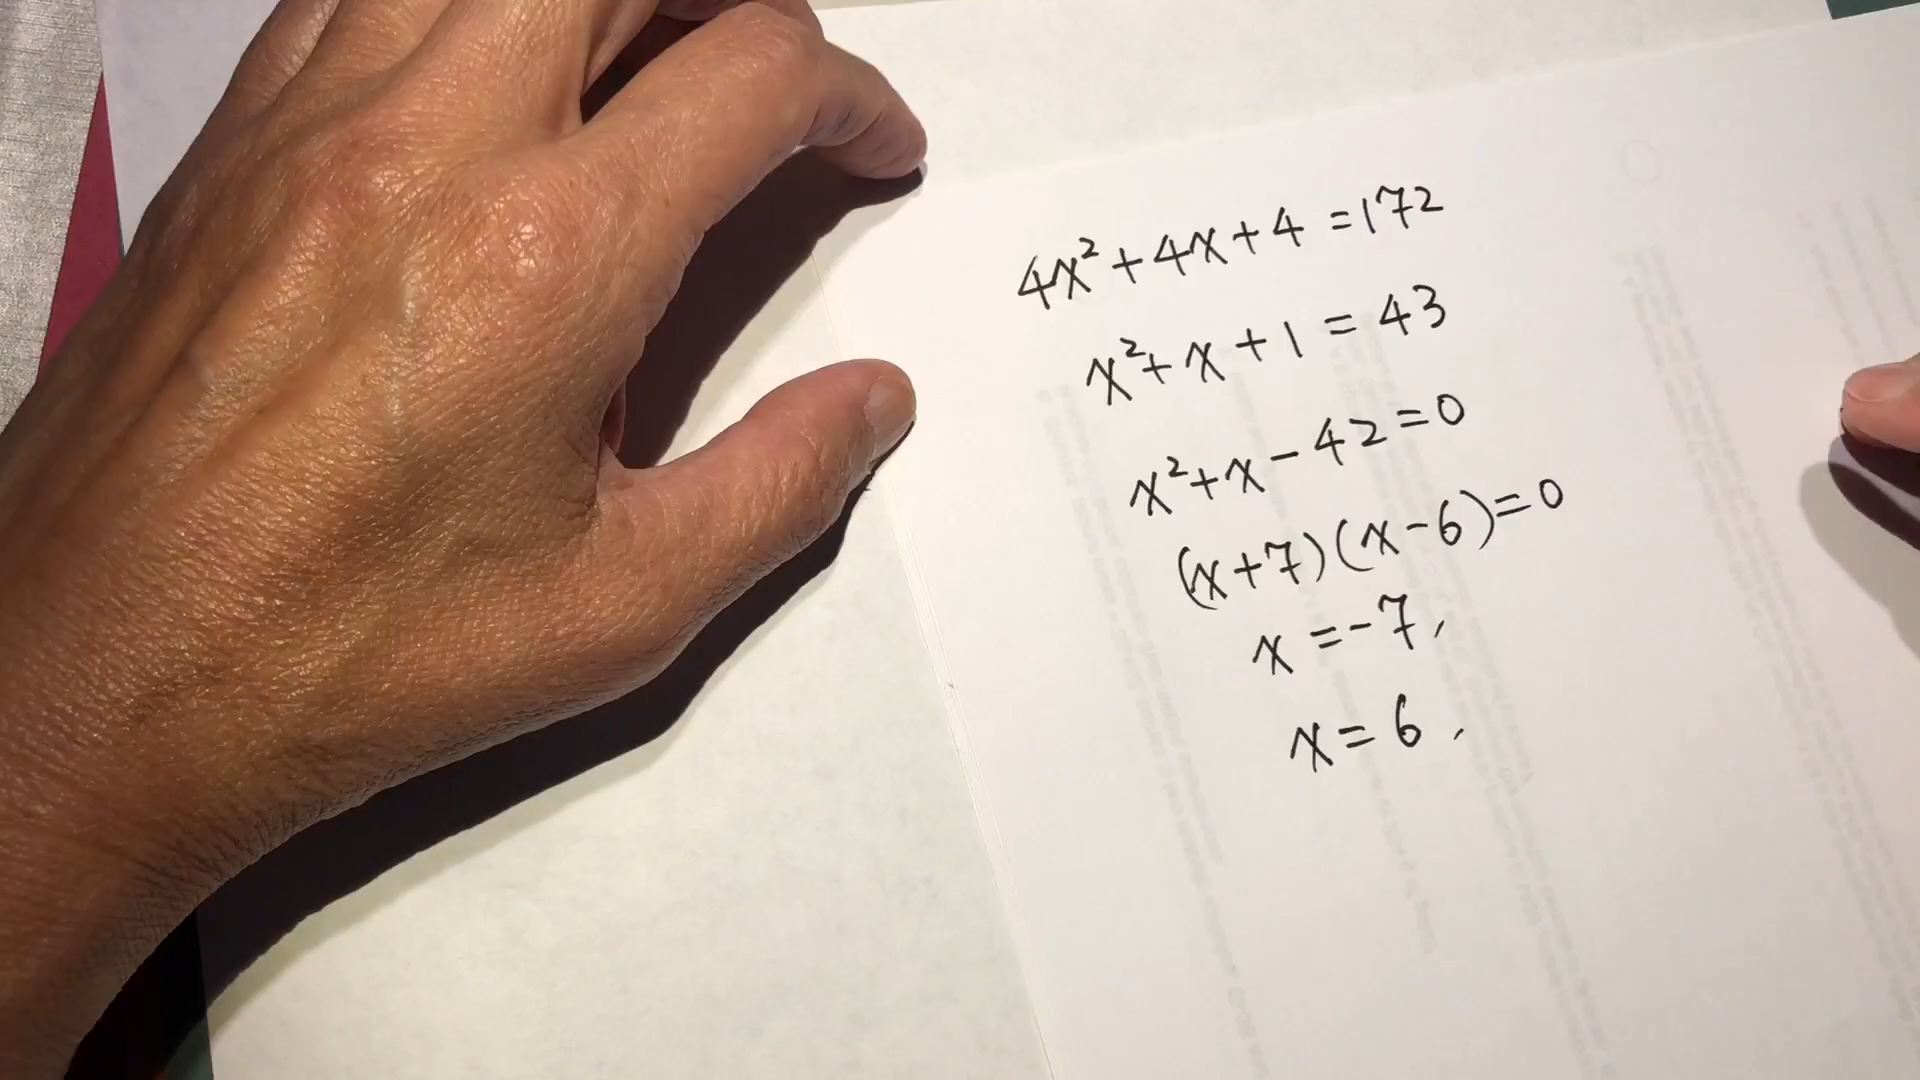 4x²+4x+4=172
x²+x+1=43
x²+x-42=0
(x+7)(x-6)=0
x=-7,
x=6,